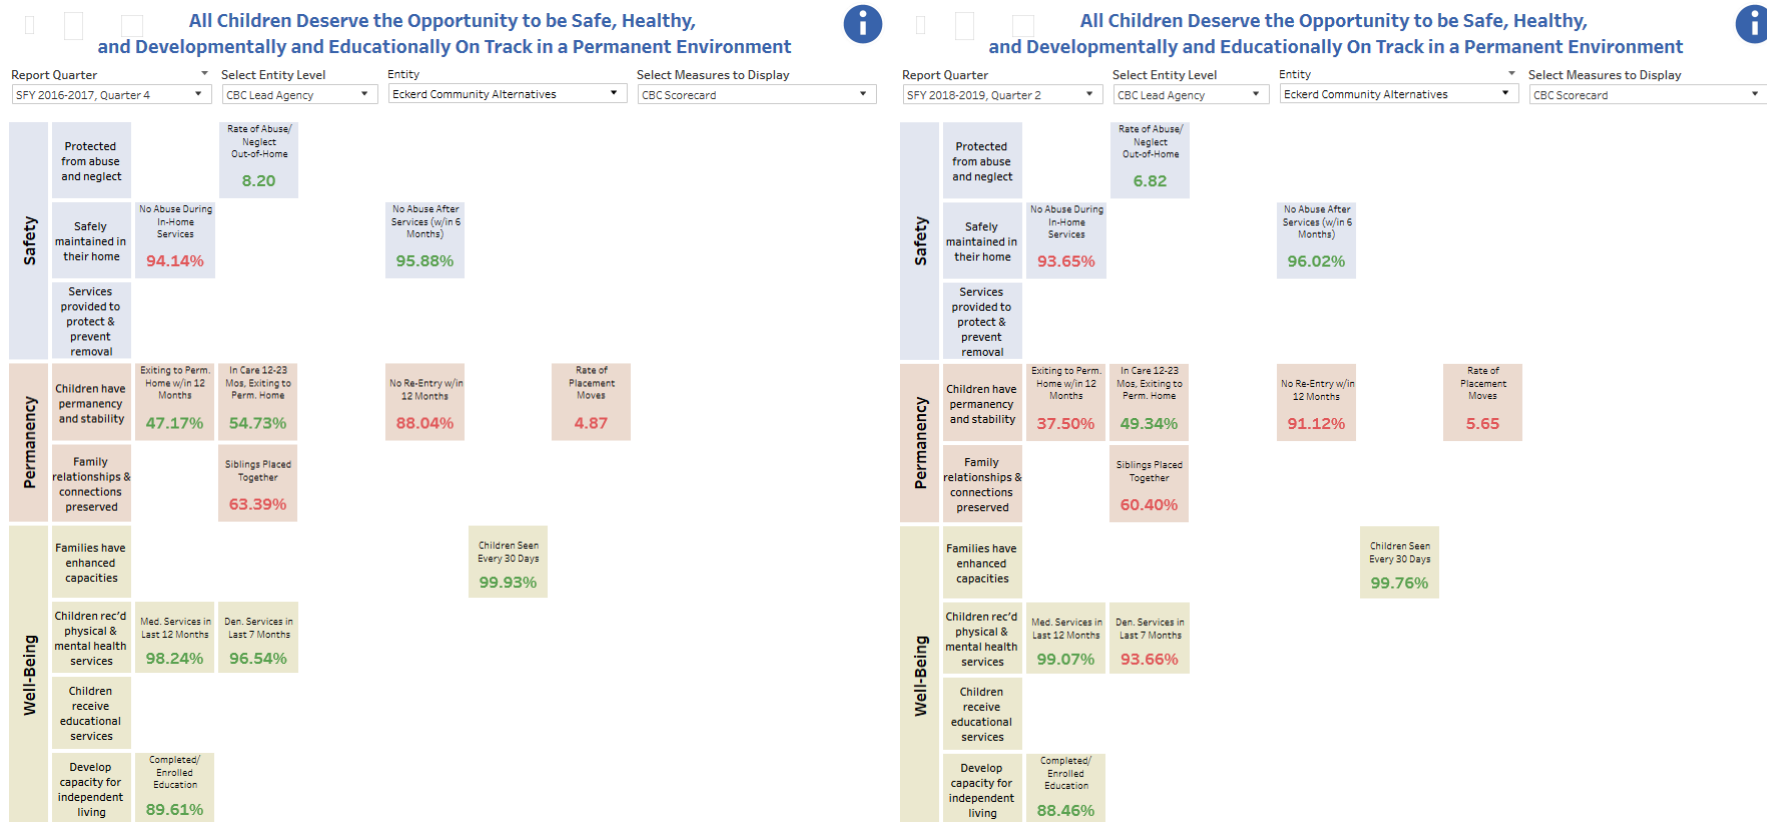 All Children Deserve the Opportunity to be Safe, Healthy,
and Developmentally and Educationally On Track in a Permanent Environment
i
Report Quarter
Select Entity Level
Entity
Select Measures to Display
SFY 2016-2017, Quarter 4
CBC Lead Agency
Eckerd Community Alternatives
CBC Scorecard
Safety
Protected
from abuse
and neglect
Rate of Abuse/
Neglect
Out-of-Home
8.20
Safely
maintained in
their home
No Abuse During
In-Home
Services
94.14%
No Abuse After
Services (w/in 6
Months)
95.88%
Services
provided to
protect &
prevent
removal
Permanency
Children have
permanency
and stability
Exiting to Perm.
Home w/in 12
Months
47.17%
In Care 12-23
Mos, Exiting to
Perm. Home
54.73%
No Re-Entry w/in
12 Months
88.04%
Rate of
Placement
Moves
4.87
Family
relationships &
connections
preserved
Siblings Placed
Together
63.39%
Well-Being
Families have
enhanced
capacities
Children Seen
Every 30 Days
99.93%
Children rec'd
physical &
mental health
services
Med. Services in
Last 12 Months
98.24%
Den. Services in
Last 7 Months
96.54%
Children
receive
educational
services
Develop
capacity for
independent
living
Completed/
Enrolled
Education
89.61%
All Children Deserve the Opportunity to be Safe, Healthy,
and Developmentally and Educationally On Track in a Permanent Environment
i
Report Quarter
Select Entity Level
Entity
Select Measures to Display
SFY 2018-2019, Quarter 2
CBC Lead Agency
Eckerd Community Alternatives
CBC Scorecard
Safety
Protected
from abuse
and neglect
Rate of Abuse/
Neglect
Out-of-Home
6.82
Safely
maintained in
their home
No Abuse During
In-Home
Services
93.65%
No Abuse After
Services (w/in 6
Months)
96.02%
Services
provided to
protect &
prevent
removal
Permanency
Children have
permanency
and stability
Exiting to Perm.
Home w/in 12
Months
37.50%
In Care 12-23
Mos, Exiting to
Perm. Home
49.34%
No Re-Entry w/in
12 Months
91.12%
Rate of
Placement
Moves
5.65
Family
relationships &
connections
preserved
Siblings Placed
Together
60.40%
Well-Being
Families have
enhanced
capacities
Children Seen
Every 30 Days
99.76%
Children rec'd
physical &
mental health
services
Med. Services in
Last 12 Months
99.07%
Den. Services in
Last 7 Months
93.66%
Children
receive
educational
services
Develop
capacity for
independent
living
Completed/
Enrolled
Education
88.46%